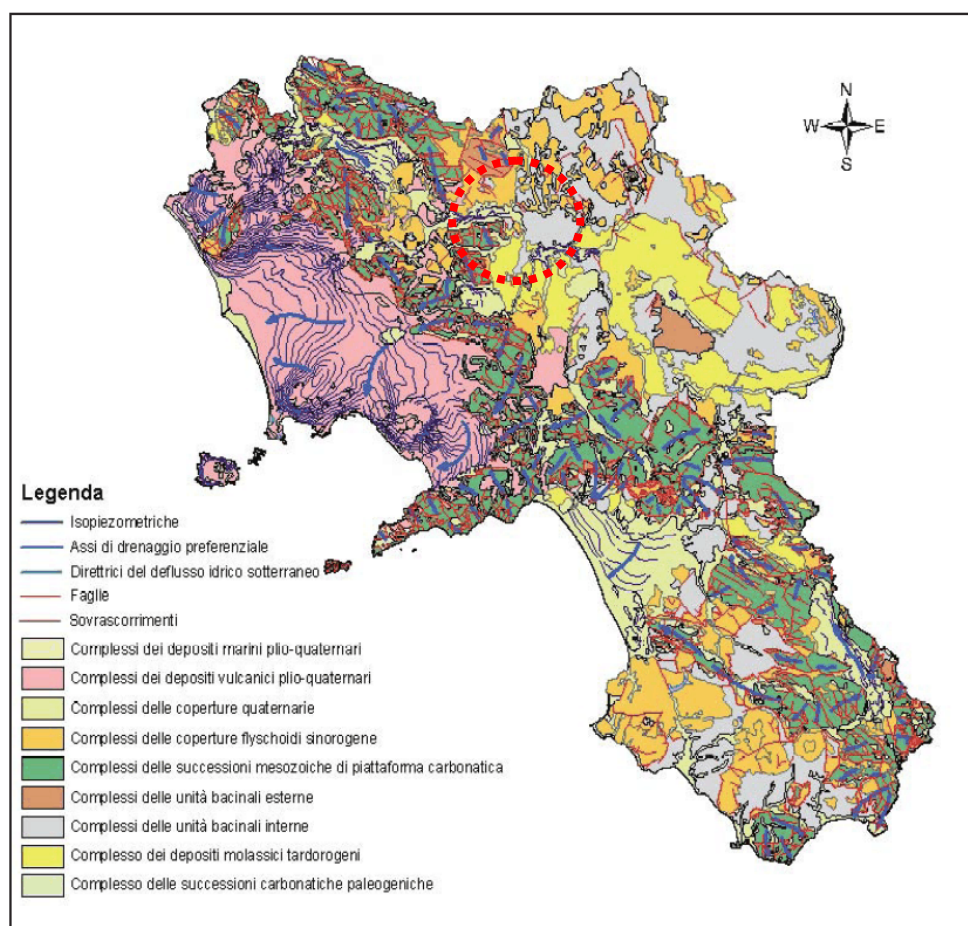 N
W E
S
Legenda
Isopiezometriche
Assi di drenaggio preferenziale
Direttrici del deflusso idrico sotterraneo
Faglie
Sovrascorrimenti
Complessi dei depositi marini plio-quaternari
Complessi dei depositi vulcanici plio-quaternari
Complessi delle coperture quaternarie
Complessi delle coperture flyschoidi sinorogene
Complessi delle successioni mesozoiche di piattaforma carbonatica
Complessi delle unità bacinali esterne
Complessi delle unità bacinali interne
Complesso dei depositi molassici tardorogeni
Complesso delle successioni carbonatiche paleogeniche